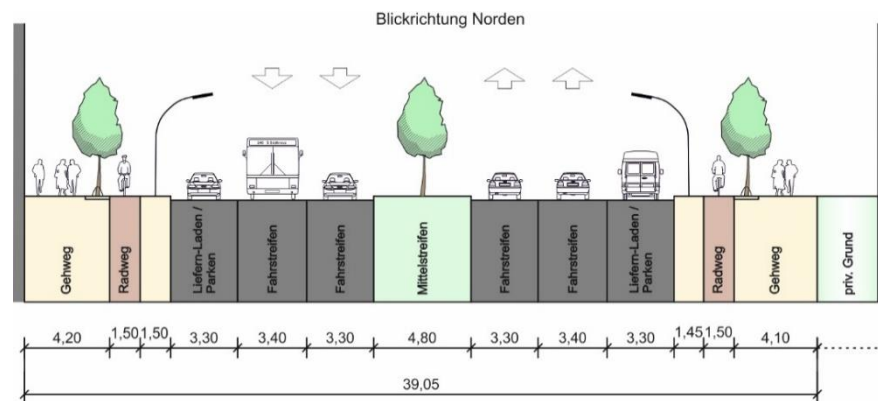 Blickrichtung Norden
Gehweg
Radweg
Liefern-Laden /
Parken
Fahrstreifen
Fahrstreifen
Mittelstreifen
Fahrstreifen
Fahrstreifen
Liefern-Laden /
Parken
Radweg
Gehweg
priv. Grund
4,20 1,50 1,50 3,30 3,40 3,30 4,80 3,30 3,40 3,30 1,45 1,50 4,10
39,05